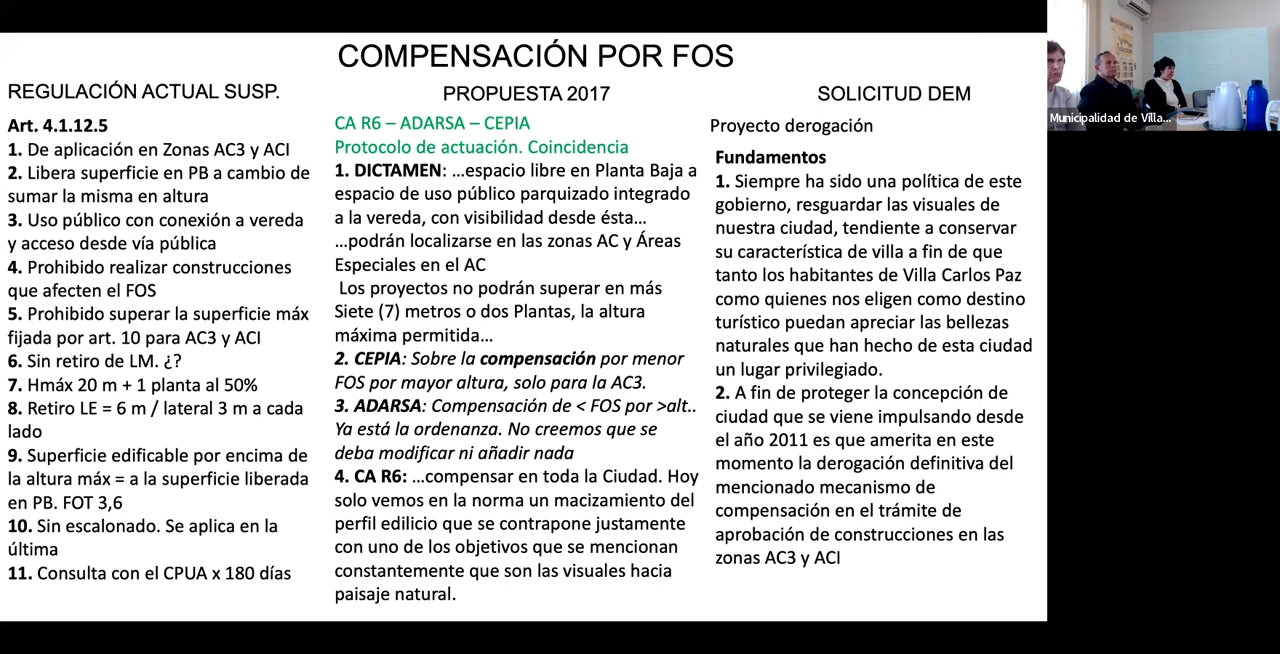 COMPENSACIÓN POR FOS
REGULACIÓN ACTUAL SUSP.
Art. 4.1.12.5
1. De aplicación en Zonas AC3 y ACI
2. Libera superficie en PB a cambio de
sumar la misma en altura
3. Uso público con conexión a vereda
y acceso desde vía pública
4. Prohibido realizar construcciones
que afecten el FOS
5. Prohibido superar la superficie máx
fijada por art. 10 para AC3 y ACI
6. Sin retiro de LM. ¿?
7. Hmáx 20 m + 1 planta al 50%
8. Retiro LE = 6 m / lateral 3 m a cada
lado
9. Superficie edificable por encima de
la altura máx = a la superficie liberada
en PB. FOT 3,6
10. Sin escalonado. Se aplica en la
última
11. Consulta con el CPUA x 180 días
PROPUESTA 2017
CA R6 – ADARSA – CEPIA
Protocolo de actuación. Coincidencia
1. DICTAMEN: ...espacio libre en Planta Baja a
espacio de uso público parquizado integrado
a la vereda, con visibilidad desde ésta...
...podrán localizarse en las zonas AC y Áreas
Especiales en el AC
Los proyectos no podrán superar en más
Siete (7) metros o dos Plantas, la altura
máxima permitida...
2. CEPIA: Sobre la compensación por menor
FOS por mayor altura, solo para la AC3.
3. ADARSA: Compensación de < FOS por >alt..
Ya está la ordenanza. No creemos que se
deba modificar ni añadir nada
4. CA R6: ...compensar en toda la Ciudad. Hoy
solo vemos en la norma un macizamiento del
perfil edilicio que se contrapone justamente
con uno de los objetivos que se mencionan
constantemente que son las visuales hacia
paisaje natural.
SOLICITUD DEM
Proyecto derogación
Fundamentos
1. Siempre ha sido una política de este
gobierno, resguardar las visuales de
nuestra ciudad, tendiente a conservar
su característica de villa a fin de que
tanto los habitantes de Villa Carlos Paz
como quienes nos eligen como destino
turístico puedan apreciar las bellezas
naturales que han hecho de esta ciudad
un lugar privilegiado.
2. A fin de proteger la concepción de
ciudad que se viene impulsando desde
el año 2011 es que amerita en este
momento la derogación definitiva del
mencionado mecanismo de
compensación en el trámite de
aprobación de construcciones en las
zonas AC3 y ACI
Municipalidad de Villa...